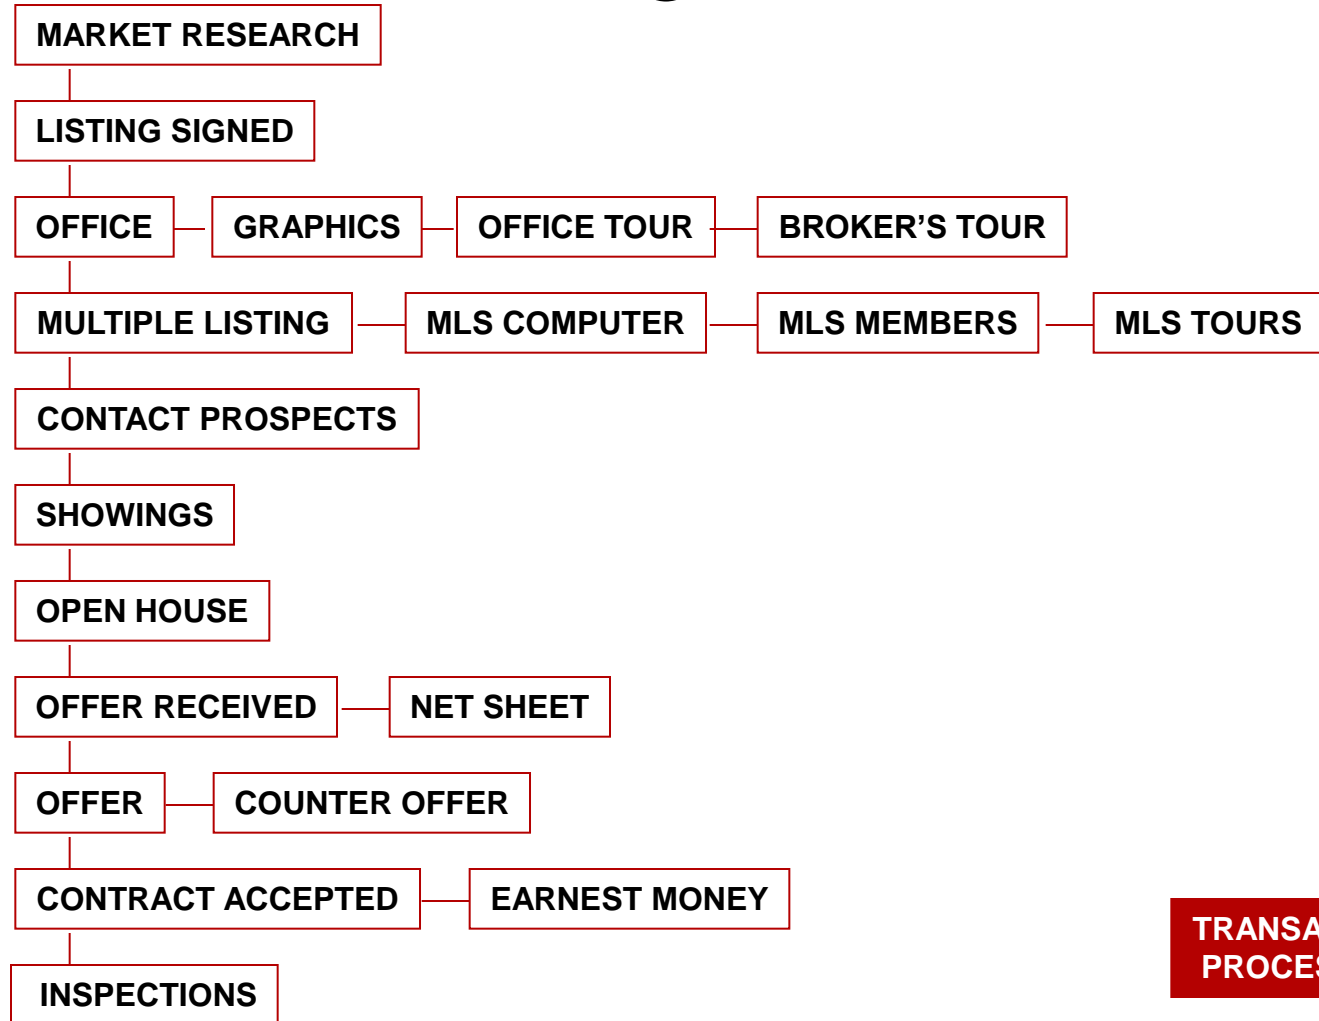 MARKET RESEARCH
LISTING SIGNED
OFFICE GRAPHICS OFFICE TOUR BROKER’S TOUR
MULTIPLE LISTING MLS COMPUTER MLS MEMBERS MLS TOURS
CONTACT PROSPECTS
SHOWINGS
OPEN HOUSE
OFFER RECEIVED NET SHEET
OFFER COUNTER OFFER
CONTRACT ACCEPTED EARNEST MONEY
INSPECTIONS